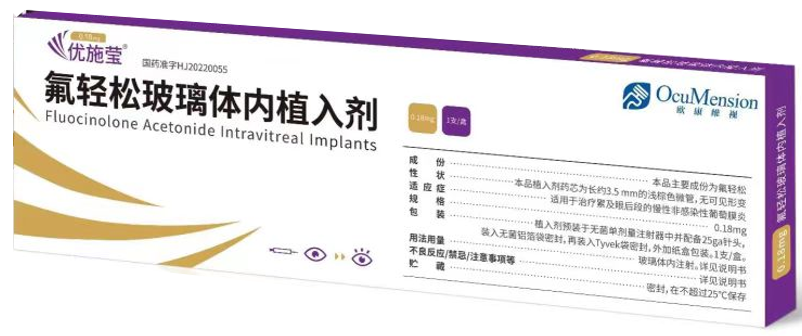 0.18mg
优施莹®
国药准字HJ20220055
氟轻松玻璃体内植入剂
Fluocinolone Acetonide Intravitreal Implants
0.18mg
1支/盒
OcuMension
欧康维视
成份 本品主要成份为氟轻松
性状 本品植入剂药芯为长约3.5 mm的浅棕色微管,无可见形变
适应症 适用于治疗累及眼后段的慢性非感染性葡萄膜炎
规格 0.18mg
包装 植入剂预装于无菌单剂量注射器中并配备25ga针头,
装入无菌铝箔袋密封,再装入Tyvek袋密封,外加纸盒包装。1支/盒。
用法用量 玻璃体内注射。详见说明书
不良反应/禁忌/注意事项等 详见说明书
贮藏 密封,在不超过25°C保存
氟轻松玻璃体内植入剂
0.18mg